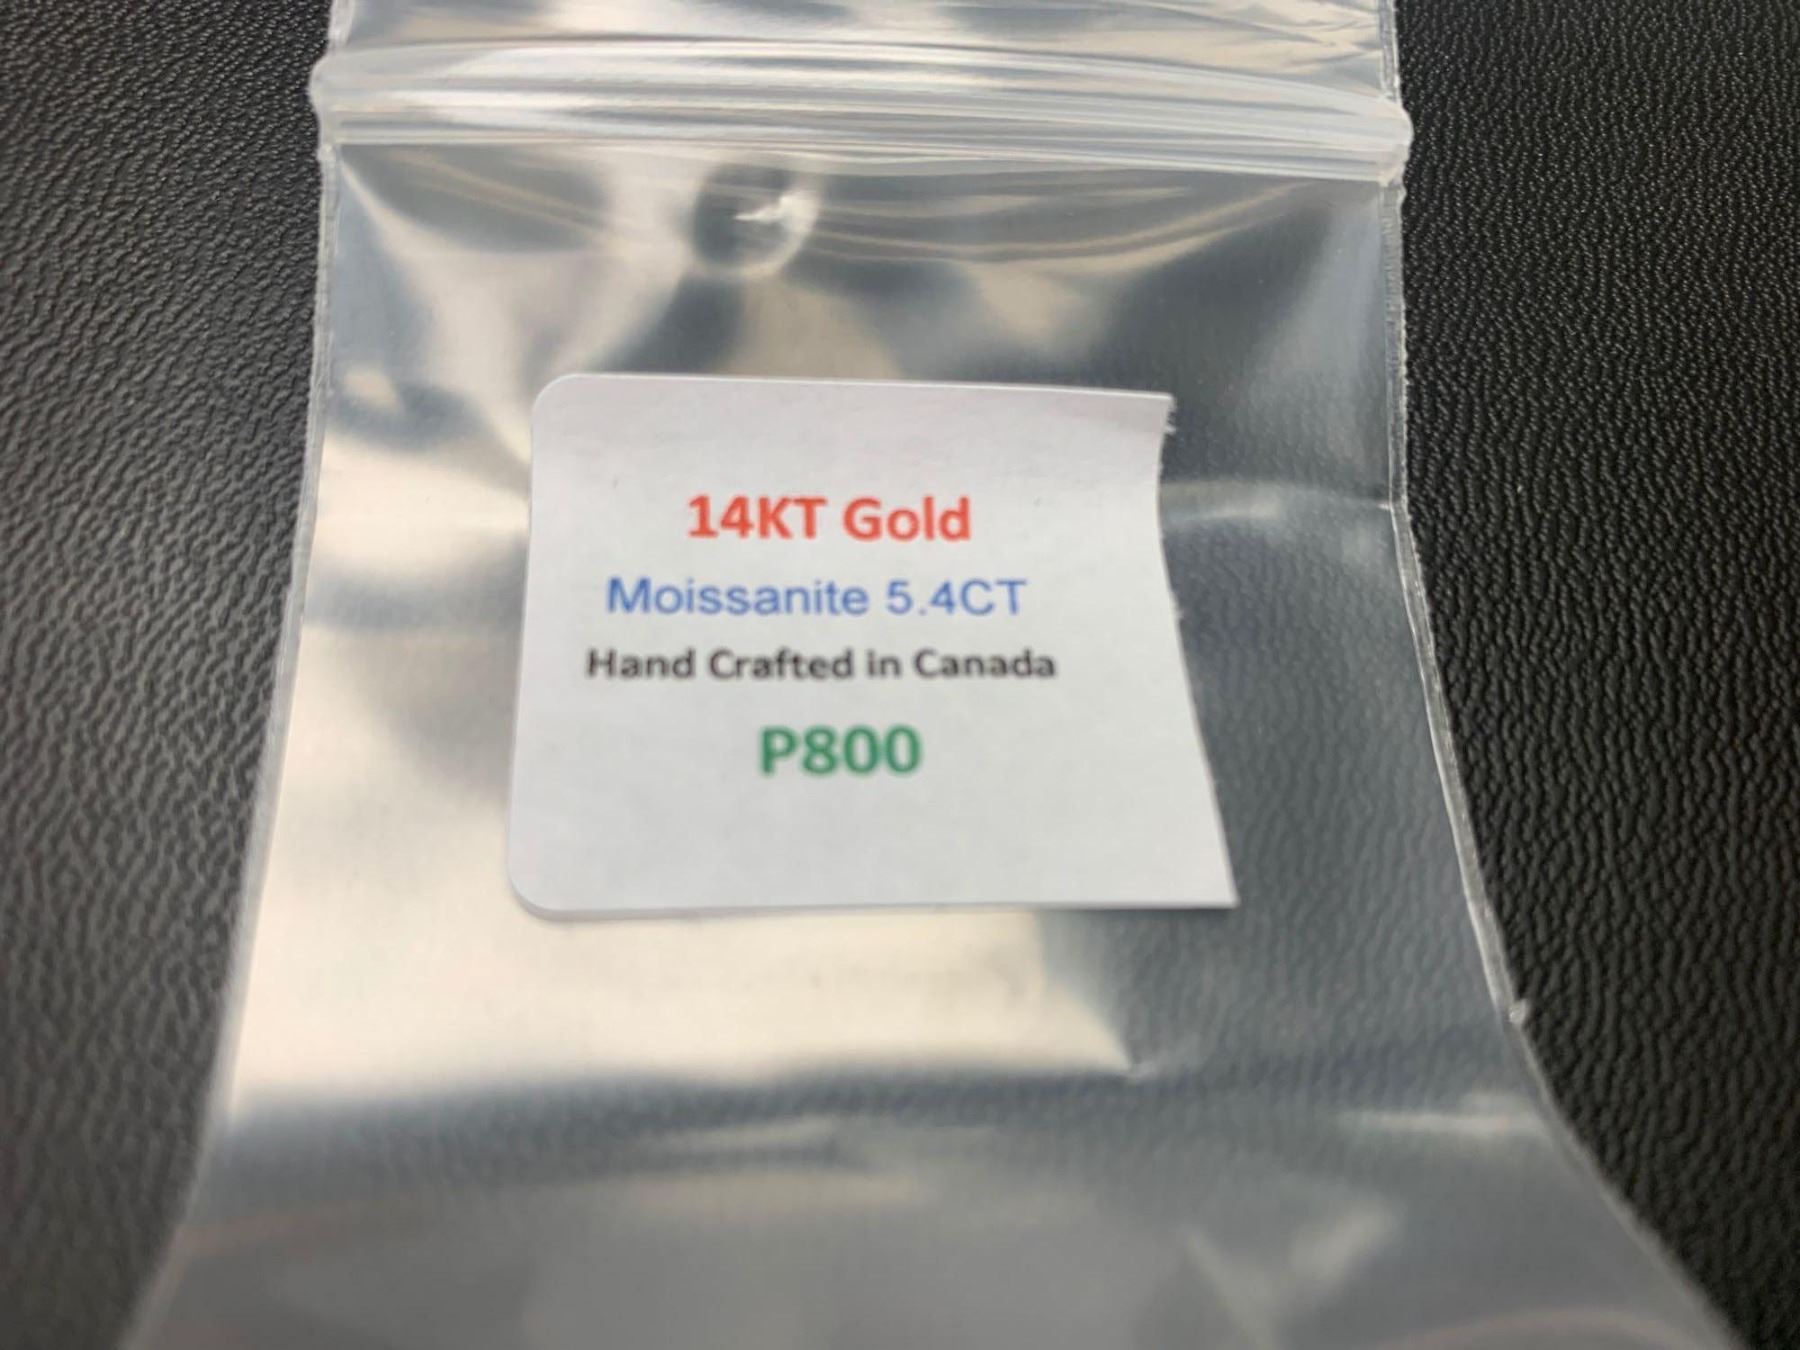 14KT Gold
Moissanite 5.4CT
Hand Crafted in Canada
P800